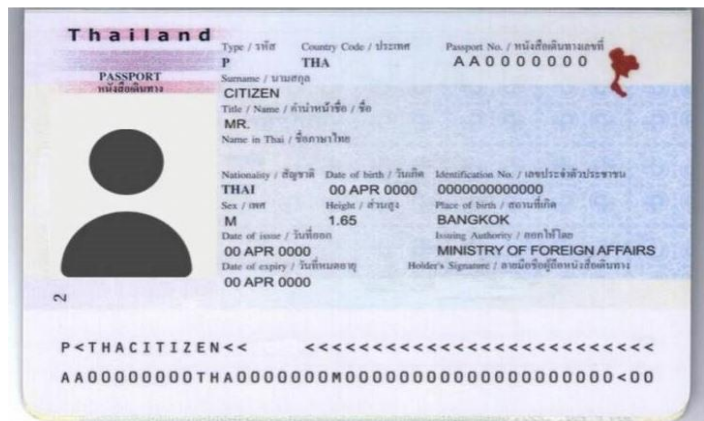 Thailand
PASSPORT
หนังสือเดินทาง
Type / รหัส Country Code / ประเทศ Passport No. / หนังสือเดินทางเลขที่
P THA AA0000000
Surname / นามสกุล
CITIZEN
Title / Name / คำนำหน้าชื่อ / ชื่อ
MR.
Name in Thai / ชื่อภาษาไทย
Nationality / สัญชาติ Date of birth / วันเกิด Identification No. / เลขประจำตัวประชาชน
THAI 00 APR 0000 0000000000000
Sex / เพศ Height / ส่วนสูง Place of birth / สถานที่เกิด
M 1.65 BANGKOK
Date of issue / วันที่ออก Issuing Authority / ออกให้โดย
00 APR 0000 MINISTRY OF FOREIGN AFFAIRS
Date of expiry / วันที่หมดอายุ Holder's Signature / ลายมือชื่อผู้ถือหนังสือเดินทาง
00 APR 0000
2
P<THACITIZEN<< <<<<<<<<<<<<<<<<<<<<<<<<<<
AA00000000THA0000000M0000000000000000000000<00